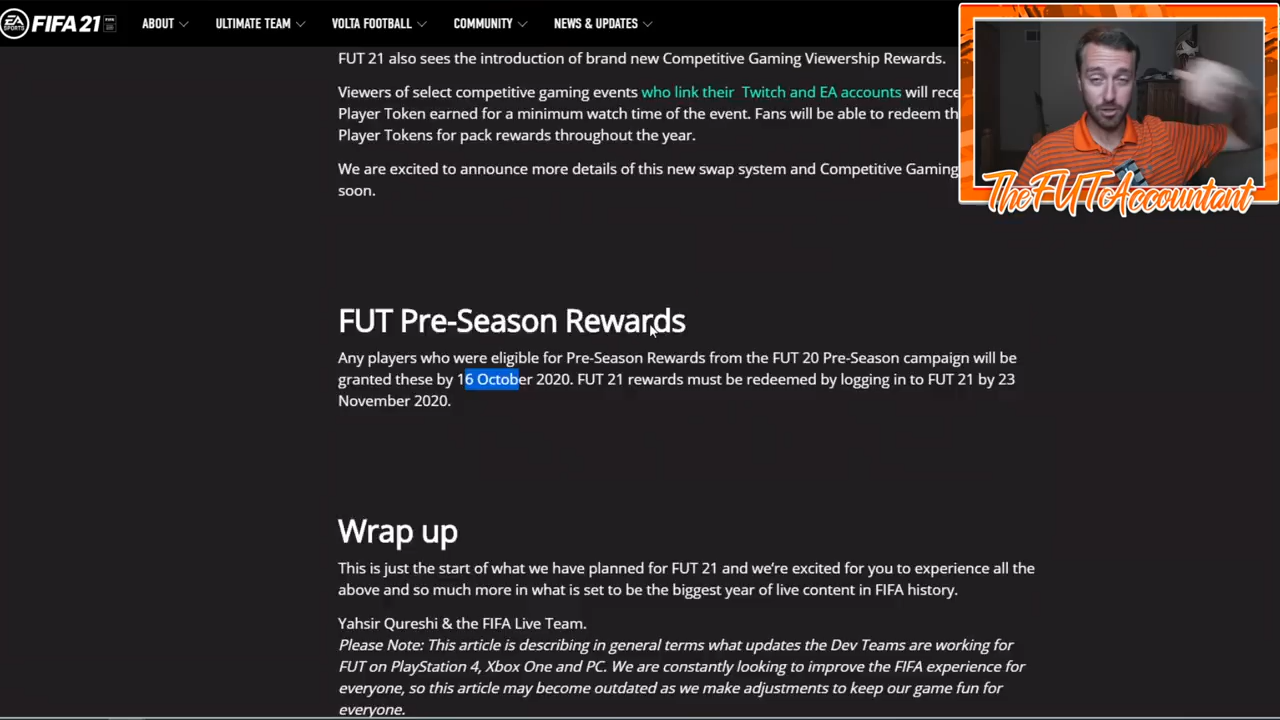 EA SPORTS FIFA 21 ABOUT ULTIMATE TEAM VOLTA FOOTBALL COMMUNITY NEWS & UPDATES
FUT 21 also sees the introduction of brand new Competitive Gaming Viewership Rewards.
Viewers of select competitive gaming events who link their Twitch and EA accounts will rece
Player Token earned for a minimum watch time of the event. Fans will be able to redeem th
Player Tokens for pack rewards throughout the year.
We are excited to announce more details of this new swap system and Competitive Gaming
soon.
TheFUTAccountant
FUT Pre-Season Rewards
Any players who were eligible for Pre-Season Rewards from the FUT 20 Pre-Season campaign will be
granted these by 16 October 2020. FUT 21 rewards must be redeemed by logging in to FUT 21 by 23
November 2020.
Wrap up
This is just the start of what we have planned for FUT 21 and we’re excited for you to experience all the
above and so much more in what is set to be the biggest year of live content in FIFA history.
Yahsir Qureshi & the FIFA Live Team.
Please Note: This article is describing in general terms what updates the Dev Teams are working for
FUT on PlayStation 4, Xbox One and PC. We are constantly looking to improve the FIFA experience for
everyone, so this article may become outdated as we make adjustments to keep our game fun for
everyone.